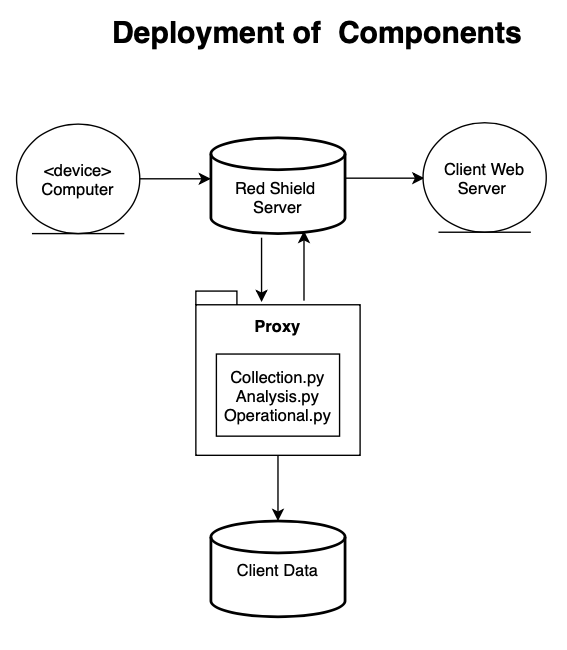 Deployment of Components
<device>
Computer
Red Shield
Server
Client Web
Server
Proxy
Collection.py
Analysis.py
Operational.py
Client Data